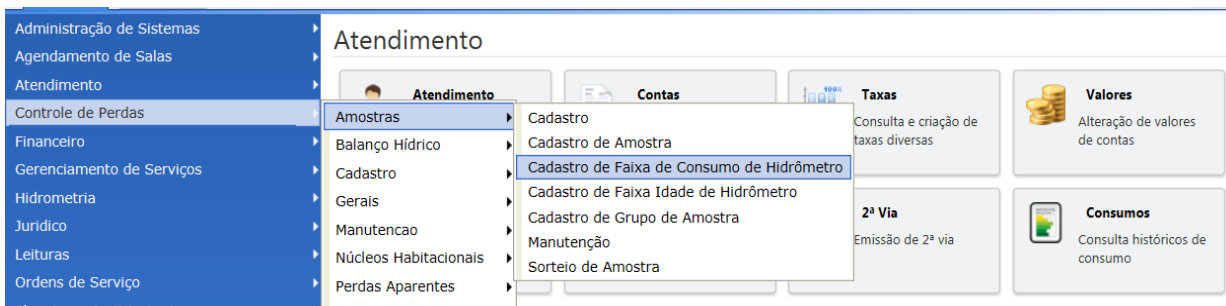 Administração de Sistemas
Agendamento de Salas
Atendimento
Controle de Perdas
Financeiro
Gerenciamento de Serviços
Hidrometria
Juridico
Leituras
Ordens de Serviço
Atendimento
Atendimento
Contas
100%
Taxas
Consulta e criação de
taxas diversas
Valores
Alteração de valores
de contas
Amostras
Balanço Hídrico
Cadastro
Gerais
Manutencao
Núcleos Habitacionais
Perdas Aparentes
Cadastro
Cadastro de Amostra
Cadastro de Faixa de Consumo de Hidrômetro
Cadastro de Faixa Idade de Hidrômetro
Cadastro de Grupo de Amostra
Manutenção
Sorteio de Amostra
2ª Via
Emissão de 2ª via
Consumos
Consulta históricos de
consumo